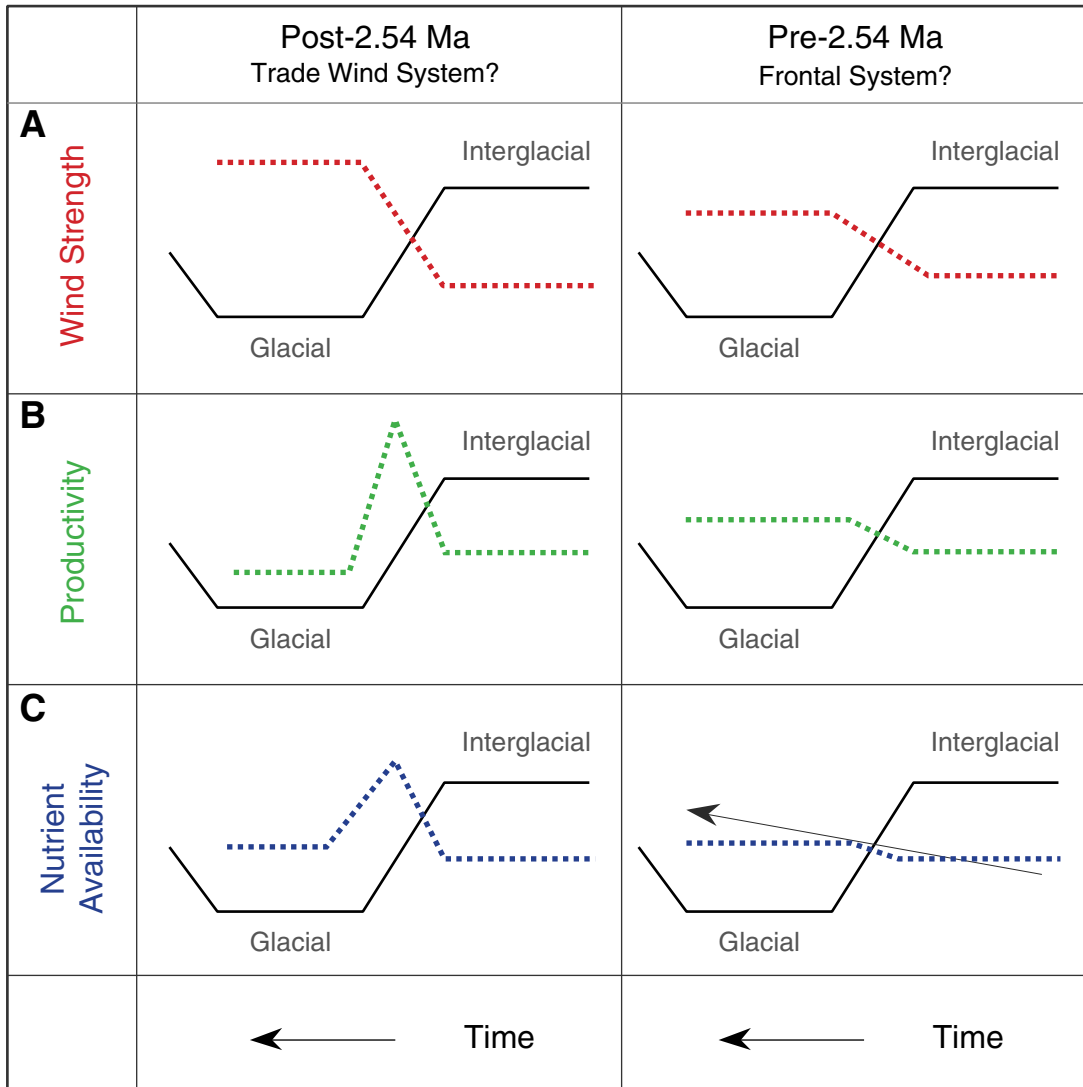 Post-2.54 Ma
Trade Wind System?
Pre-2.54 Ma
Frontal System?
A
Wind Strength
Interglacial
Glacial
Interglacial
Glacial
B
Productivity
Interglacial
Glacial
Interglacial
Glacial
C
Nutrient
Availability
Interglacial
Glacial
Interglacial
Glacial
Time
Time